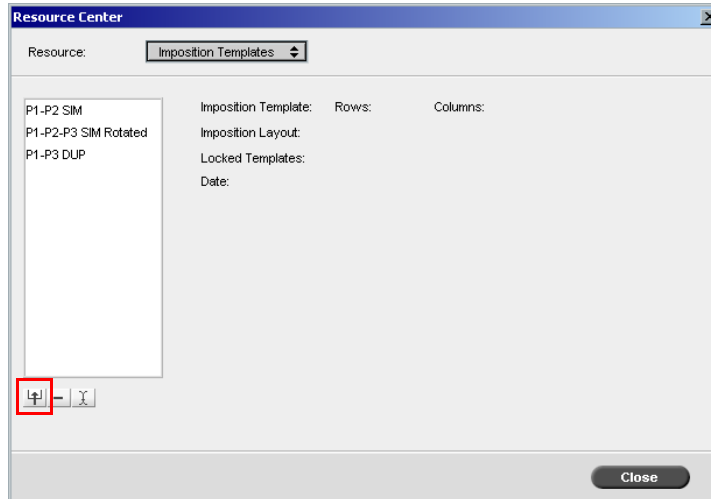 Resource Center
Resource: Imposition Templates
P1-P2 SIM
P1-P2-P3 SIM Rotated
P1-P3 DUP
Imposition Template: Rows: Columns:
Imposition Layout:
Locked Templates:
Date:
Close